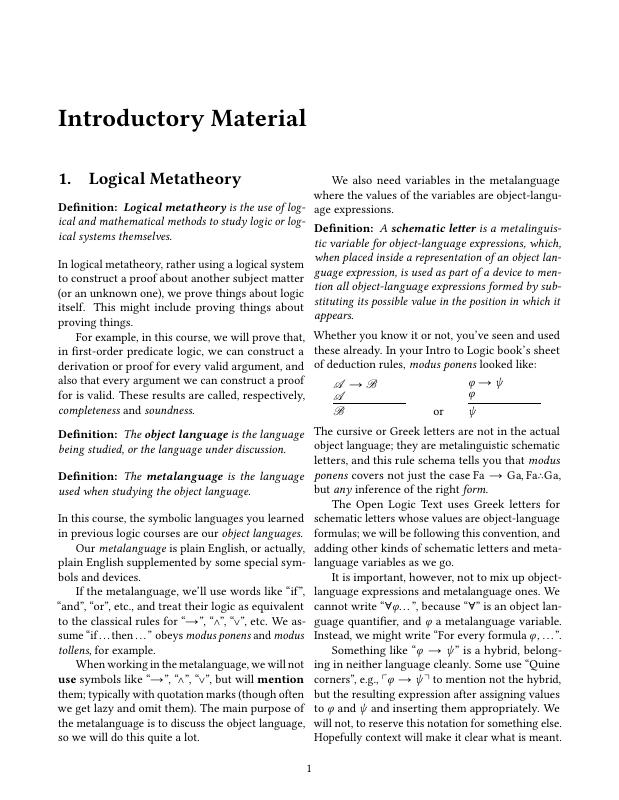 Introductory Material
1. Logical Metatheory
Definition: Logical metatheory is the use of log-
ical and mathematical methods to study logic or log-
ical systems themselves.
In logical metatheory, rather using a logical system
to construct a proof about another subject matter
(or an unknown one), we prove things about logic
itself. This might include proving things about
proving things.
For example, in this course, we will prove that,
in first-order predicate logic, we can construct a
derivation or proof for every valid argument, and
also that every argument we can construct a proof
for is valid. These results are called, respectively,
completeness and soundness.
Definition: The object language is the language
being studied, or the language under discussion.
Definition: The metalanguage is the language
used when studying the object language.
In this course, the symbolic languages you learned
in previous logic courses are our object languages.
Our metalanguage is plain English, or actually,
plain English supplemented by some special sym-
bols and devices.
If the metalanguage, we'll use words like “if”,
“and”, “or”, etc., and treat their logic as equivalent
to the classical rules for “→”, “∧”, “∨”, etc. We as-
sume “if…then…” obeys modus ponens and modus
tollens, for example.
When working in the metalanguage, we will not
use symbols like “→”, “∧”, “∨”, but will mention
them; typically with quotation marks (though often
we get lazy and omit them). The main purpose of
the metalanguage is to discuss the object language,
so we will do this quite a lot.
We also need variables in the metalanguage
where the values of the variables are object-langu-
age expressions.
Definition: A schematic letter is a metalinguis-
tic variable for object-language expressions, which,
when placed inside a representation of an object lan-
guage expression, is used as part of a device to men-
tion all object-language expressions formed by sub-
stituting its possible value in the position in which it
appears.
Whether you know it or not, you've seen and used
these already. In your Intro to Logic book's sheet
of deduction rules, modus ponens looked like:
𝒜 → ℬ φ → ψ
𝒜 φ
ℬ or ψ
The cursive or Greek letters are not in the actual
object language; they are metalinguistic schematic
letters, and this rule schema tells you that modus
ponens covers not just the case Fa → Ga, Fa∴Ga,
but any inference of the right form.
The Open Logic Text uses Greek letters for
schematic letters whose values are object-language
formulas; we will be following this convention, and
adding other kinds of schematic letters and meta-
language variables as we go.
It is important, however, not to mix up object-
language expressions and metalanguage ones. We
cannot write “∀φ…”, because “∀” is an object lan-
guage quantifier, and φ a metalanguage variable.
Instead, we might write “For every formula φ, …”.
Something like “φ → ψ” is a hybrid, belong-
ing in neither language cleanly. Some use “Quine
corners”, e.g., ⌜φ → ψ⌝ to mention not the hybrid,
but the resulting expression after assigning values
to φ and ψ and inserting them appropriately. We
will not, to reserve this notation for something else.
Hopefully context will make it clear what is meant.
1